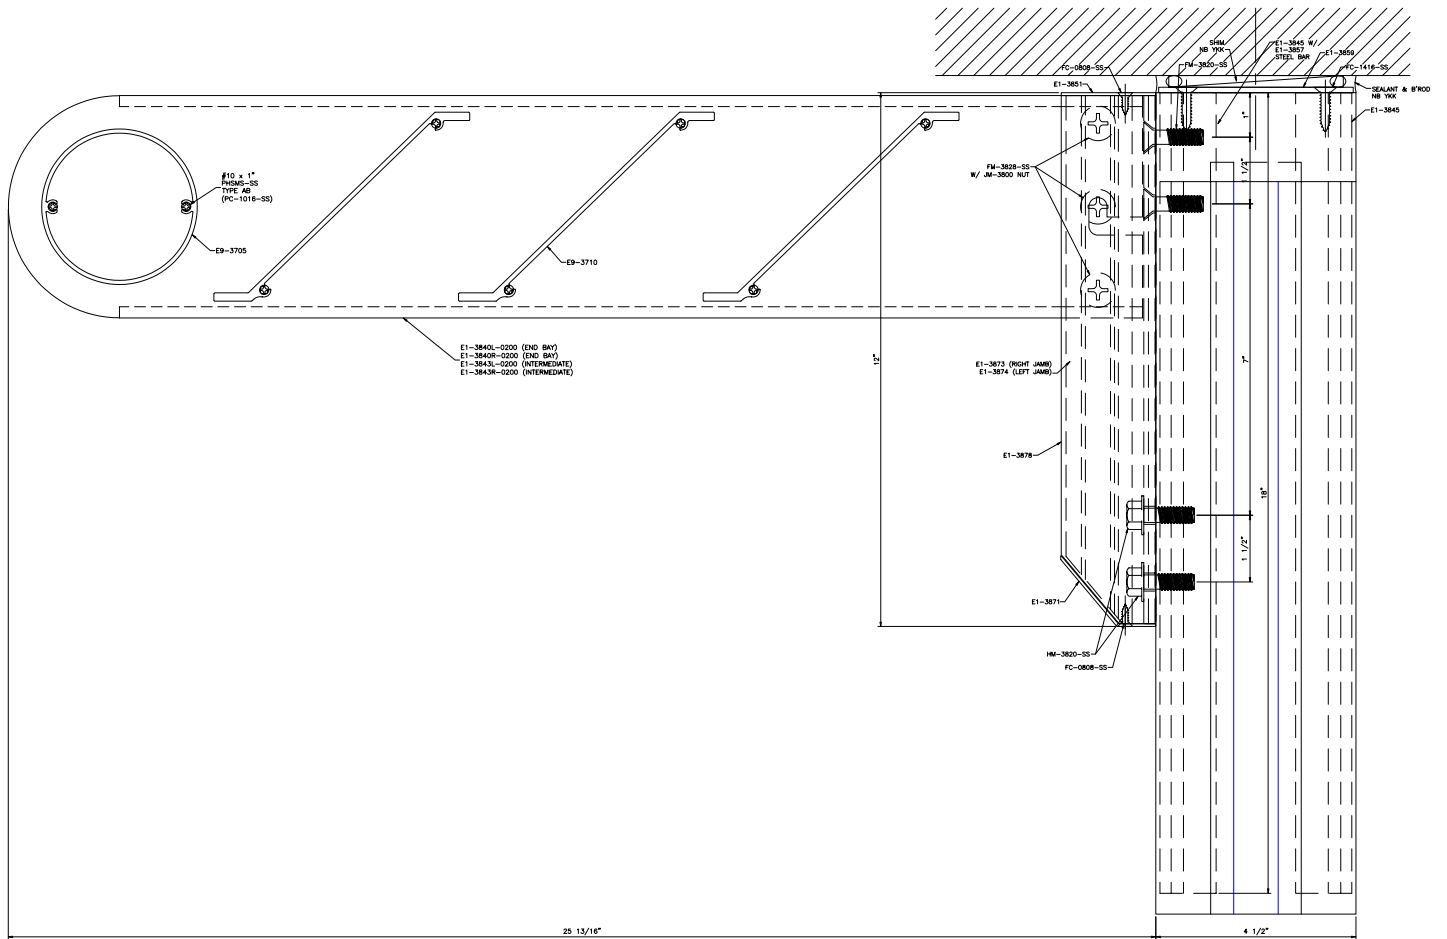 SHIM
NB YKK
E1-3845 W/
E1-3857
STEEL BAR
E1-3859
FM-3820-SS
FC-1416-SS
FC-0808-SS
E1-3851
SEALANT & B'ROD
NB YKK
E1-3845
1"
1 1/2"
#10 x 1"
PHSMS-SS
TYPE AB
(PC-1016-SS)
FM-3828-SS
W/ JM-3800 NUT
E9-3705
E9-3710
E1-3840L-0200 (END BAY)
E1-3840R-0200 (END BAY)
E1-3843L-0200 (INTERMEDIATE)
E1-3843R-0200 (INTERMEDIATE)
12"
E1-3873 (RIGHT JAMB)
E1-3874 (LEFT JAMB)
7"
E1-3878
18"
1 1/2"
E1-3871
HM-3820-SS
FC-0808-SS
25 13/16"
4 1/2"